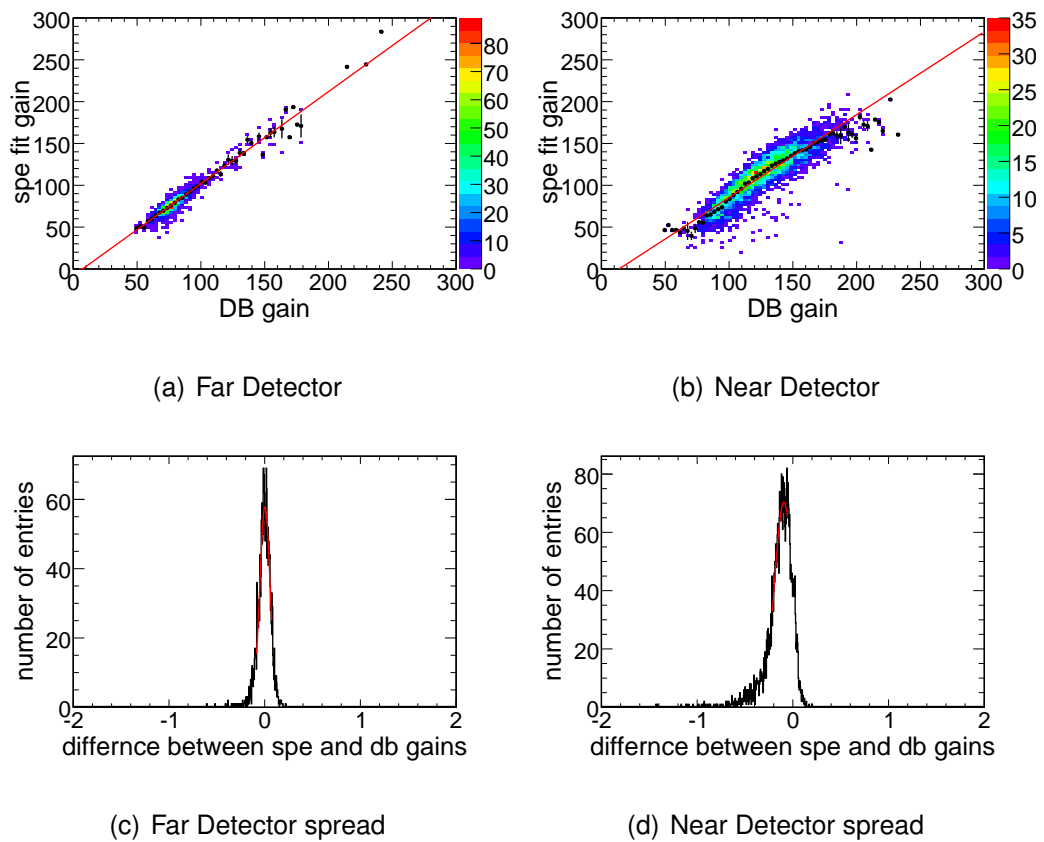 spe fit gain
300
250
200
150
100
50
0
0 50 100 150 200 250 300
DB gain
80
70
60
50
40
30
20
10
0
(a) Far Detector
spe fit gain
300
250
200
150
100
50
0
0 50 100 150 200 250 300
DB gain
35
30
25
20
15
10
5
0
(b) Near Detector
number of entries
60
40
20
0
-2 -1 0 1 2
differnce between spe and db gains
(c) Far Detector spread
number of entries
80
60
40
20
0
-2 -1 0 1 2
differnce between spe and db gains
(d) Near Detector spread